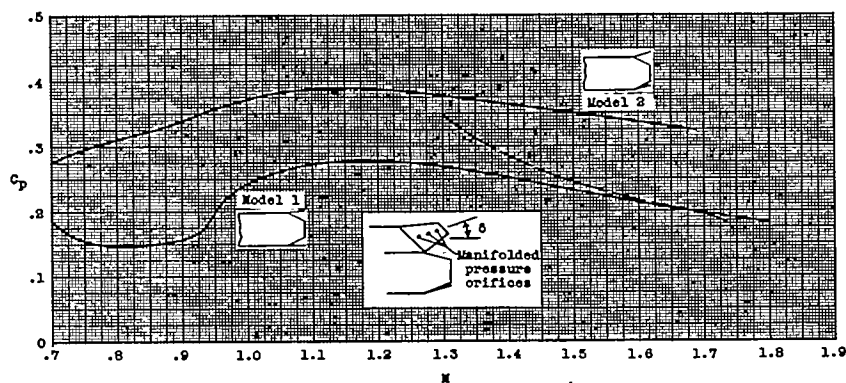 .5
.4
.3
.2
.1
0
Cp
Model 2
Model 1
δ
Manifolded
pressure
orifices
.7 .8 .9 1.0 1.1 1.2 1.3 1.4 1.5 1.6 1.7 1.8 1.9
M